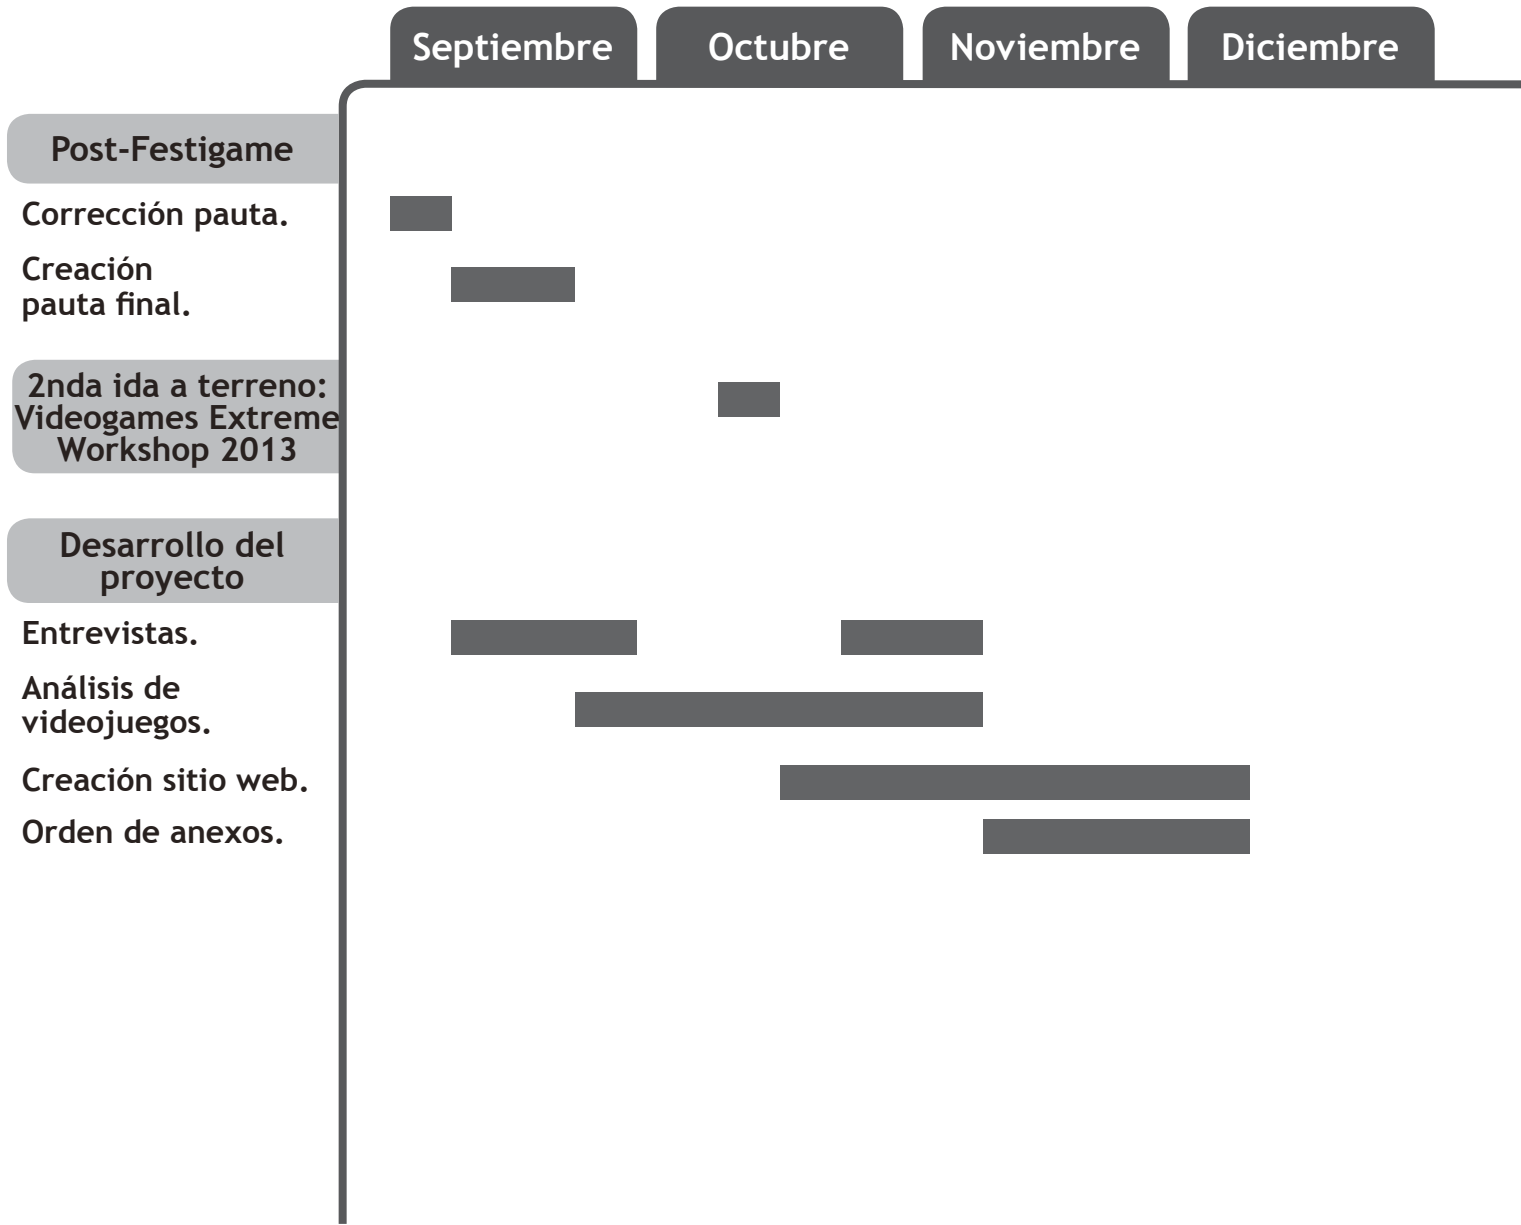 Septiembre Octubre Noviembre Diciembre
Post-Festigame
Corrección pauta.
Creación
pauta final.
2nda ida a terreno:
Videogames Extreme
Workshop 2013
Desarrollo del
proyecto
Entrevistas.
Análisis de
videojuegos.
Creación sitio web.
Orden de anexos.